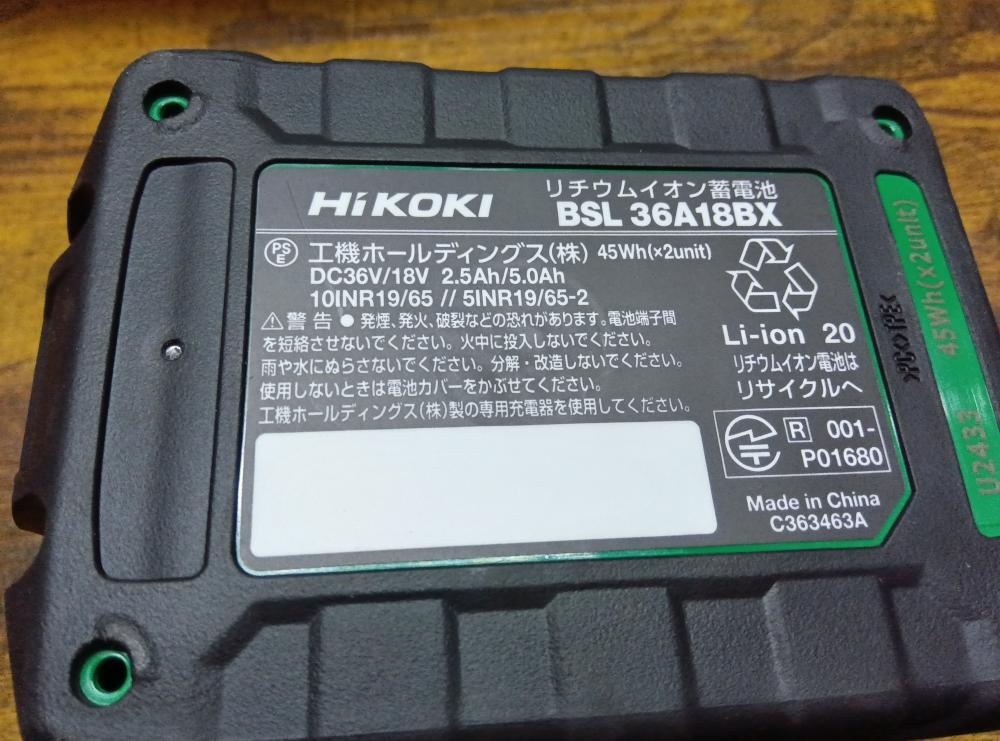 HiKOKI
リチウムイオン蓄電池
BSL 36A18BX
PS E 工機ホールディングス(株) 45Wh(×2unit)
DC36V/18V 2.5Ah/5.0Ah
10INR19/65 // 5INR19/65-2
⚠警告 ● 発煙、発火、破裂などの恐れがあります。電池端子間
を短絡させないでください。火中に投入しないでください。
雨や水にぬらさないでください。分解・改造しないでください。
使用しないときは電池カバーをかぶせてください。
工機ホールディングス(株)製の専用充電器を使用してください。
Li-ion 20
リチウムイオン電池は
リサイクルへ
R 001-
P01680
Made in China
C363463A
45Wh(×2unit)
U2433